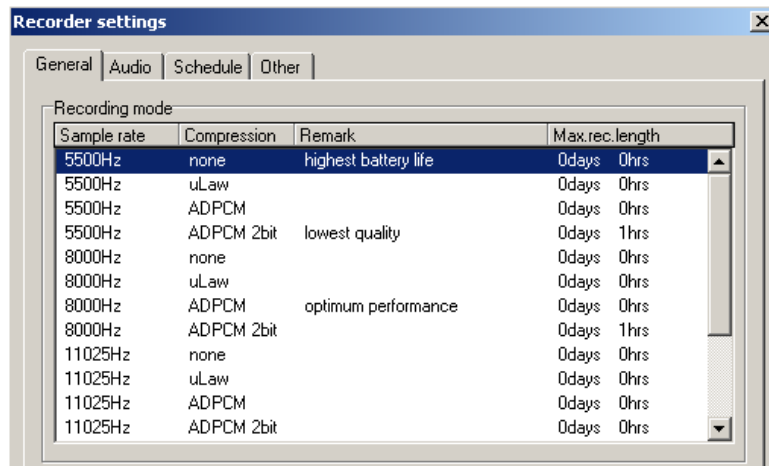 Recorder settings
General Audio Schedule Other
Recording mode
Sample rate Compression Remark Max.rec.length
5500Hz none highest battery life 0days 0hrs
5500Hz uLaw 0days 0hrs
5500Hz ADPCM 0days 0hrs
5500Hz ADPCM 2bit lowest quality 0days 1hrs
8000Hz none 0days 0hrs
8000Hz uLaw 0days 0hrs
8000Hz ADPCM optimum performance 0days 0hrs
8000Hz ADPCM 2bit 0days 1hrs
11025Hz none 0days 0hrs
11025Hz uLaw 0days 0hrs
11025Hz ADPCM 0days 0hrs
11025Hz ADPCM 2bit 0days 0hrs